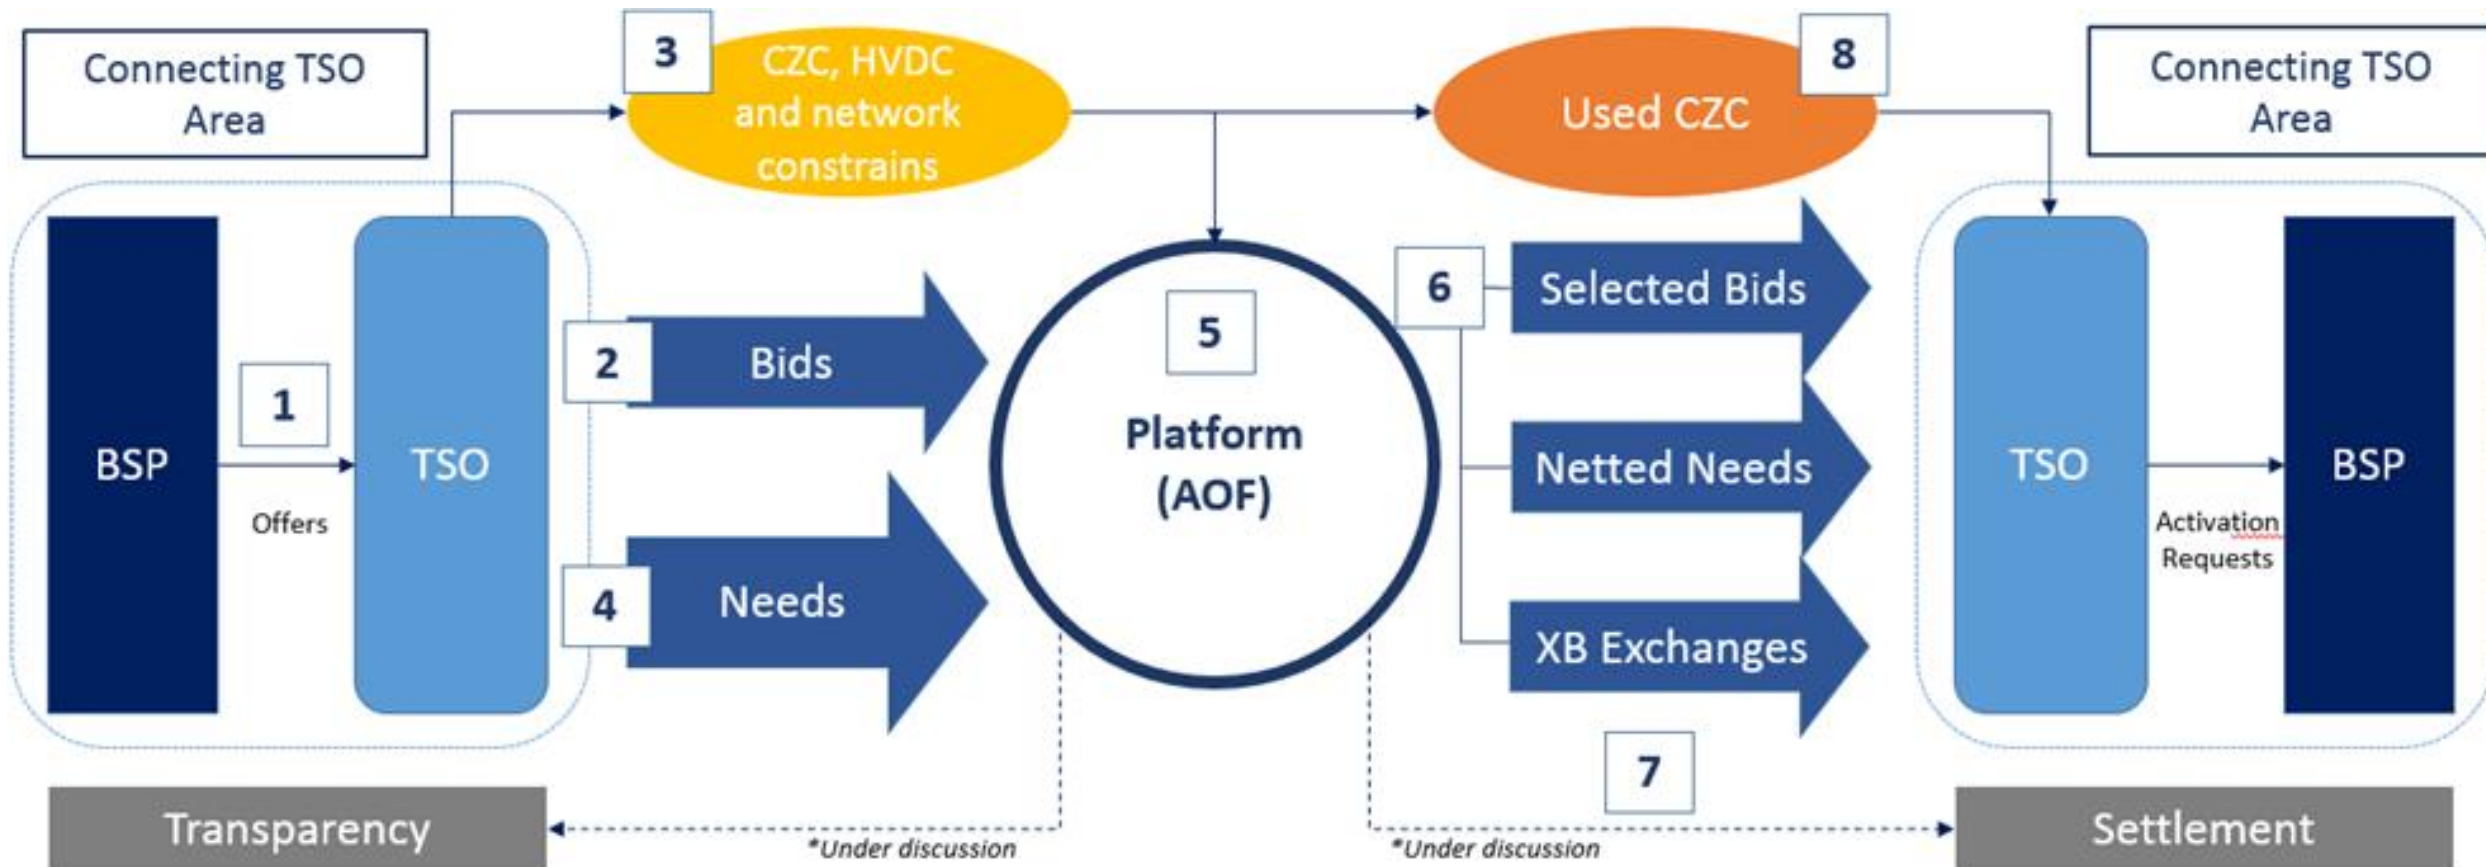 Connecting TSO
Area
3
CZC, HVDC
and network
constrains
Used CZC
8
Connecting TSO
Area
BSP
1
Offers
TSO
2
Bids
4
Needs
5
Platform
(AOF)
6
Selected Bids
Netted Needs
XB Exchanges
7
TSO
Activation
Requests
BSP
Transparency
*Under discussion
*Under discussion
Settlement